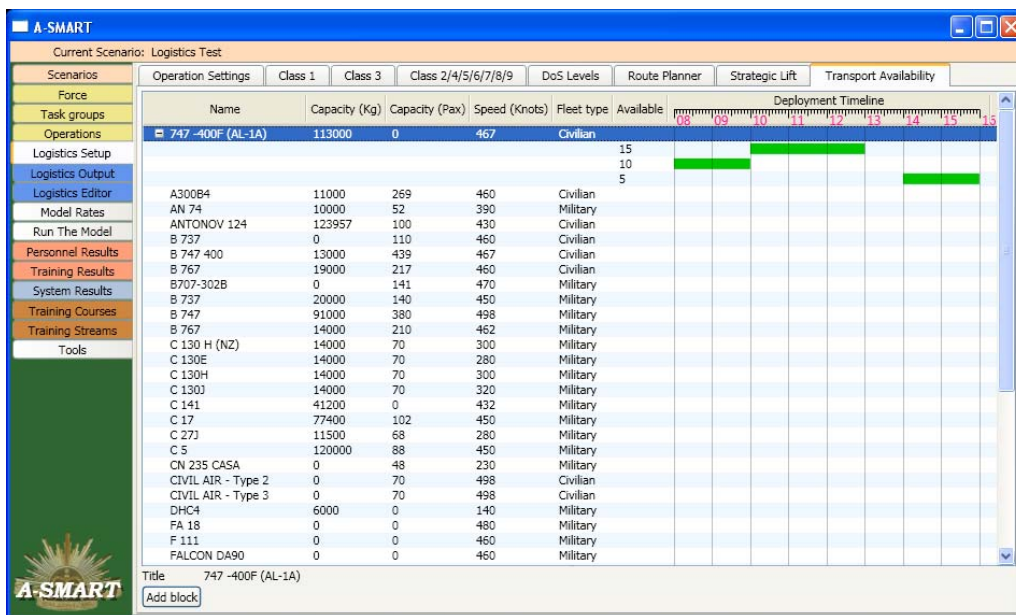 A-SMART
Current Scenario: Logistics Test
Scenarios
Force
Task groups
Operations
Logistics Setup
Logistics Output
Logistics Editor
Model Rates
Run The Model
Personnel Results
Training Results
System Results
Training Courses
Training Streams
Tools
A-SMART
Operation Settings Class 1 Class 3 Class 2/4/5/6/7/8/9 DoS Levels Route Planner Strategic Lift Transport Availability
Name Capacity (Kg) Capacity (Pax) Speed (Knots) Fleet type Available Deployment Timeline
08 09 10 11 12 13 14 15 16
747 -400F (AL-1A) 113000 0 467 Civilian
15
10
5
A300B4 11000 269 460 Civilian
AN 74 10000 52 390 Military
ANTONOV 124 123957 100 430 Civilian
B 737 0 110 460 Civilian
B 747 400 13000 439 467 Civilian
B 767 19000 217 460 Civilian
B707-302B 0 141 470 Military
B 737 20000 140 450 Military
B 747 91000 380 498 Military
B 767 14000 210 462 Military
C 130 H (NZ) 14000 70 300 Military
C 130E 14000 70 280 Military
C 130H 14000 70 300 Military
C 130J 14000 70 320 Military
C 141 41200 0 432 Military
C 17 77400 102 450 Military
C 27J 11500 68 280 Military
C 5 120000 88 450 Military
CN 235 CASA 0 48 230 Military
CIVIL AIR - Type 2 0 70 498 Civilian
CIVIL AIR - Type 3 0 70 498 Civilian
DHC4 6000 0 140 Military
FA 18 0 0 480 Military
F 111 0 0 460 Military
FALCON DA90 0 0 460 Military
Title 747 -400F (AL-1A)
Add block